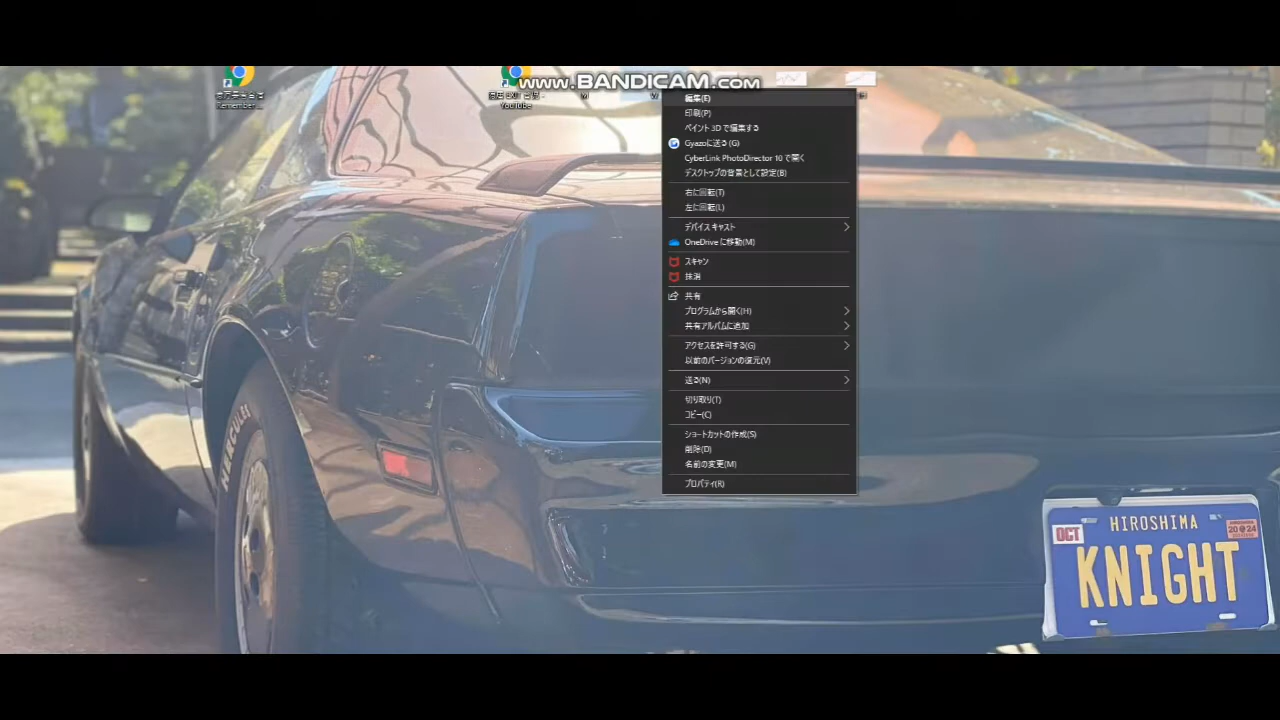 www.BANDICAM.com
YouTube
編集(E)
印刷(P)
ペイント 3D で編集する
Gyazoに送る (G)
CyberLink PhotoDirector 10 で開く
デスクトップの背景として設定(B)
右に回転(T)
左に回転(L)
デバイス キャスト
OneDrive に移動(M)
スキャン
抹消
共有
プログラムから開く(H)
共有アルバムに追加
アクセスを許可する(G)
以前のバージョンの復元(V)
送る(N)
切り取り(T)
コピー(C)
ショートカットの作成(S)
削除(D)
名前の変更(M)
プロパティ(R)
HERCULES
OCT
HIROSHIMA
20 24
KNIGHT